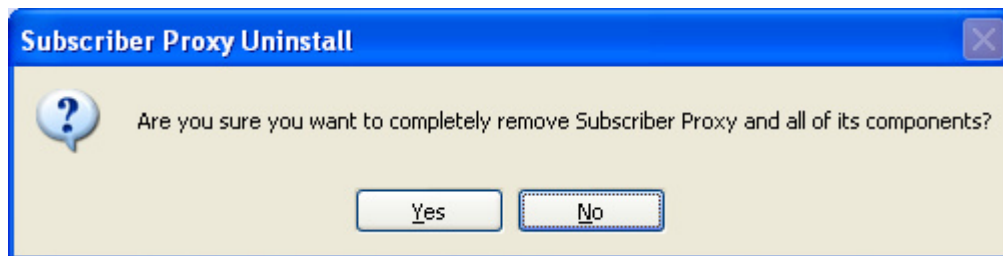 Subscriber Proxy Uninstall
Are you sure you want to completely remove Subscriber Proxy and all of its components?
Yes No